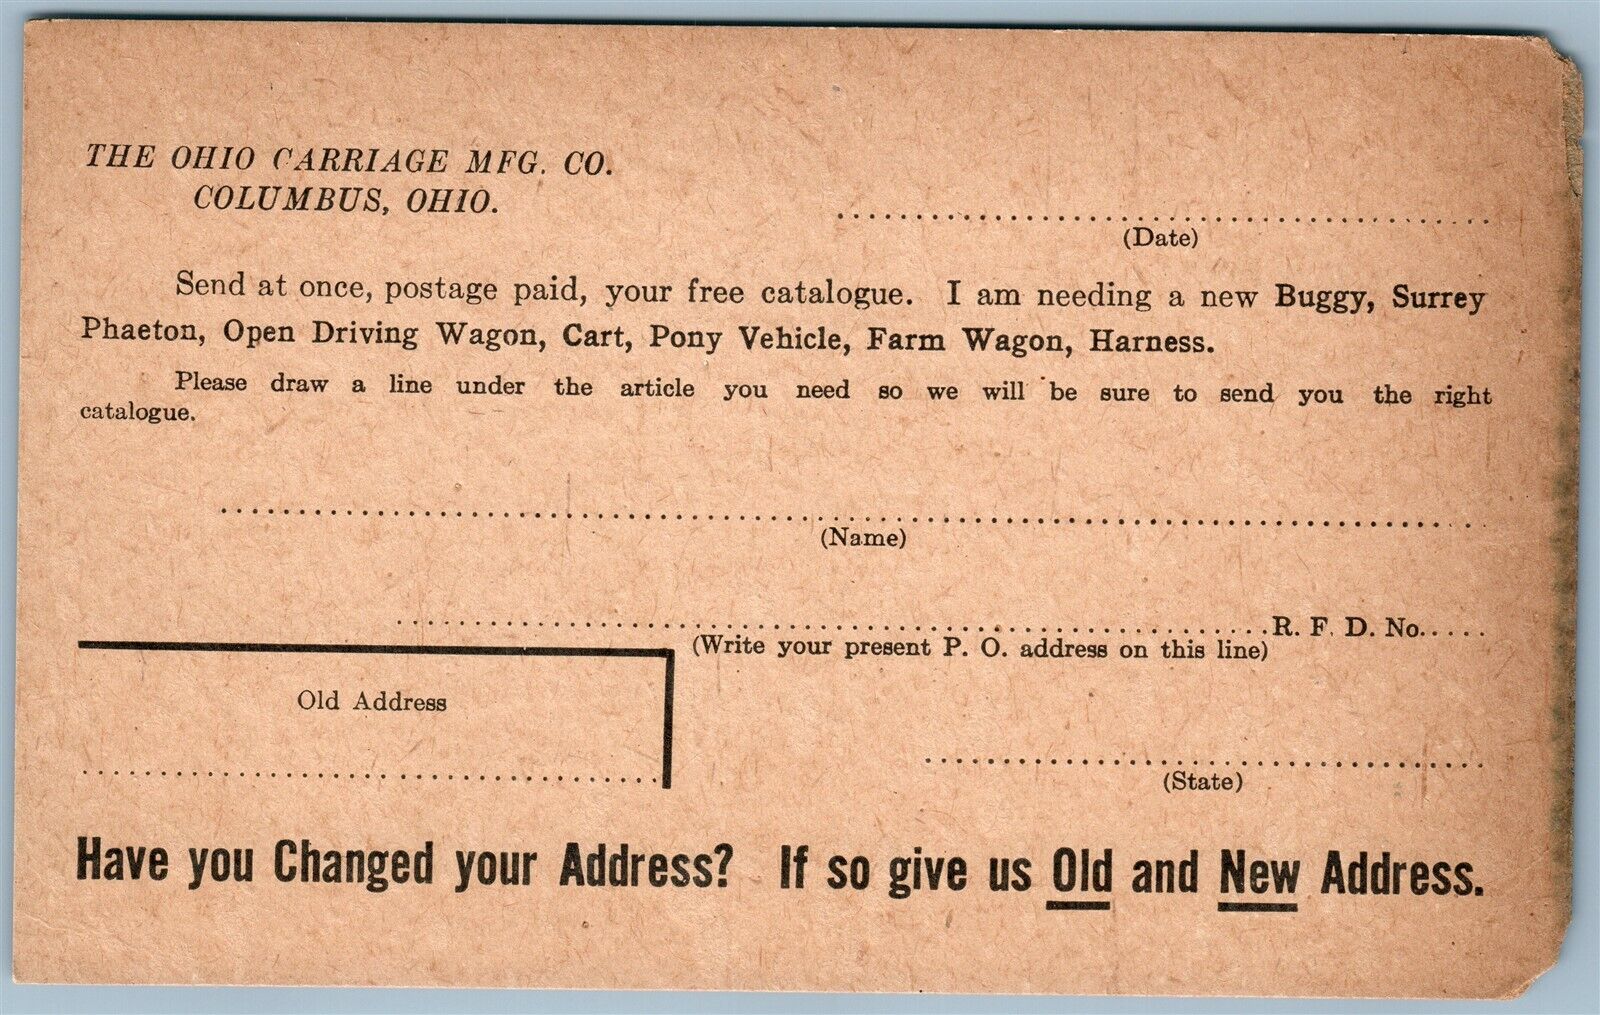 THE OHIO CARRIAGE MFG. CO.
COLUMBUS, OHIO.
(Date)
Send at once, postage paid, your free catalogue. I am needing a new Buggy, Surrey
Phaeton, Open Driving Wagon, Cart, Pony Vehicle, Farm Wagon, Harness.
Please draw a line under the article you need so we will be sure to send you the right
catalogue.
(Name)
R. F. D. No.....
(Write your present P. O. address on this line)
Old Address
(State)
Have you Changed your Address? If so give us Old and New Address.